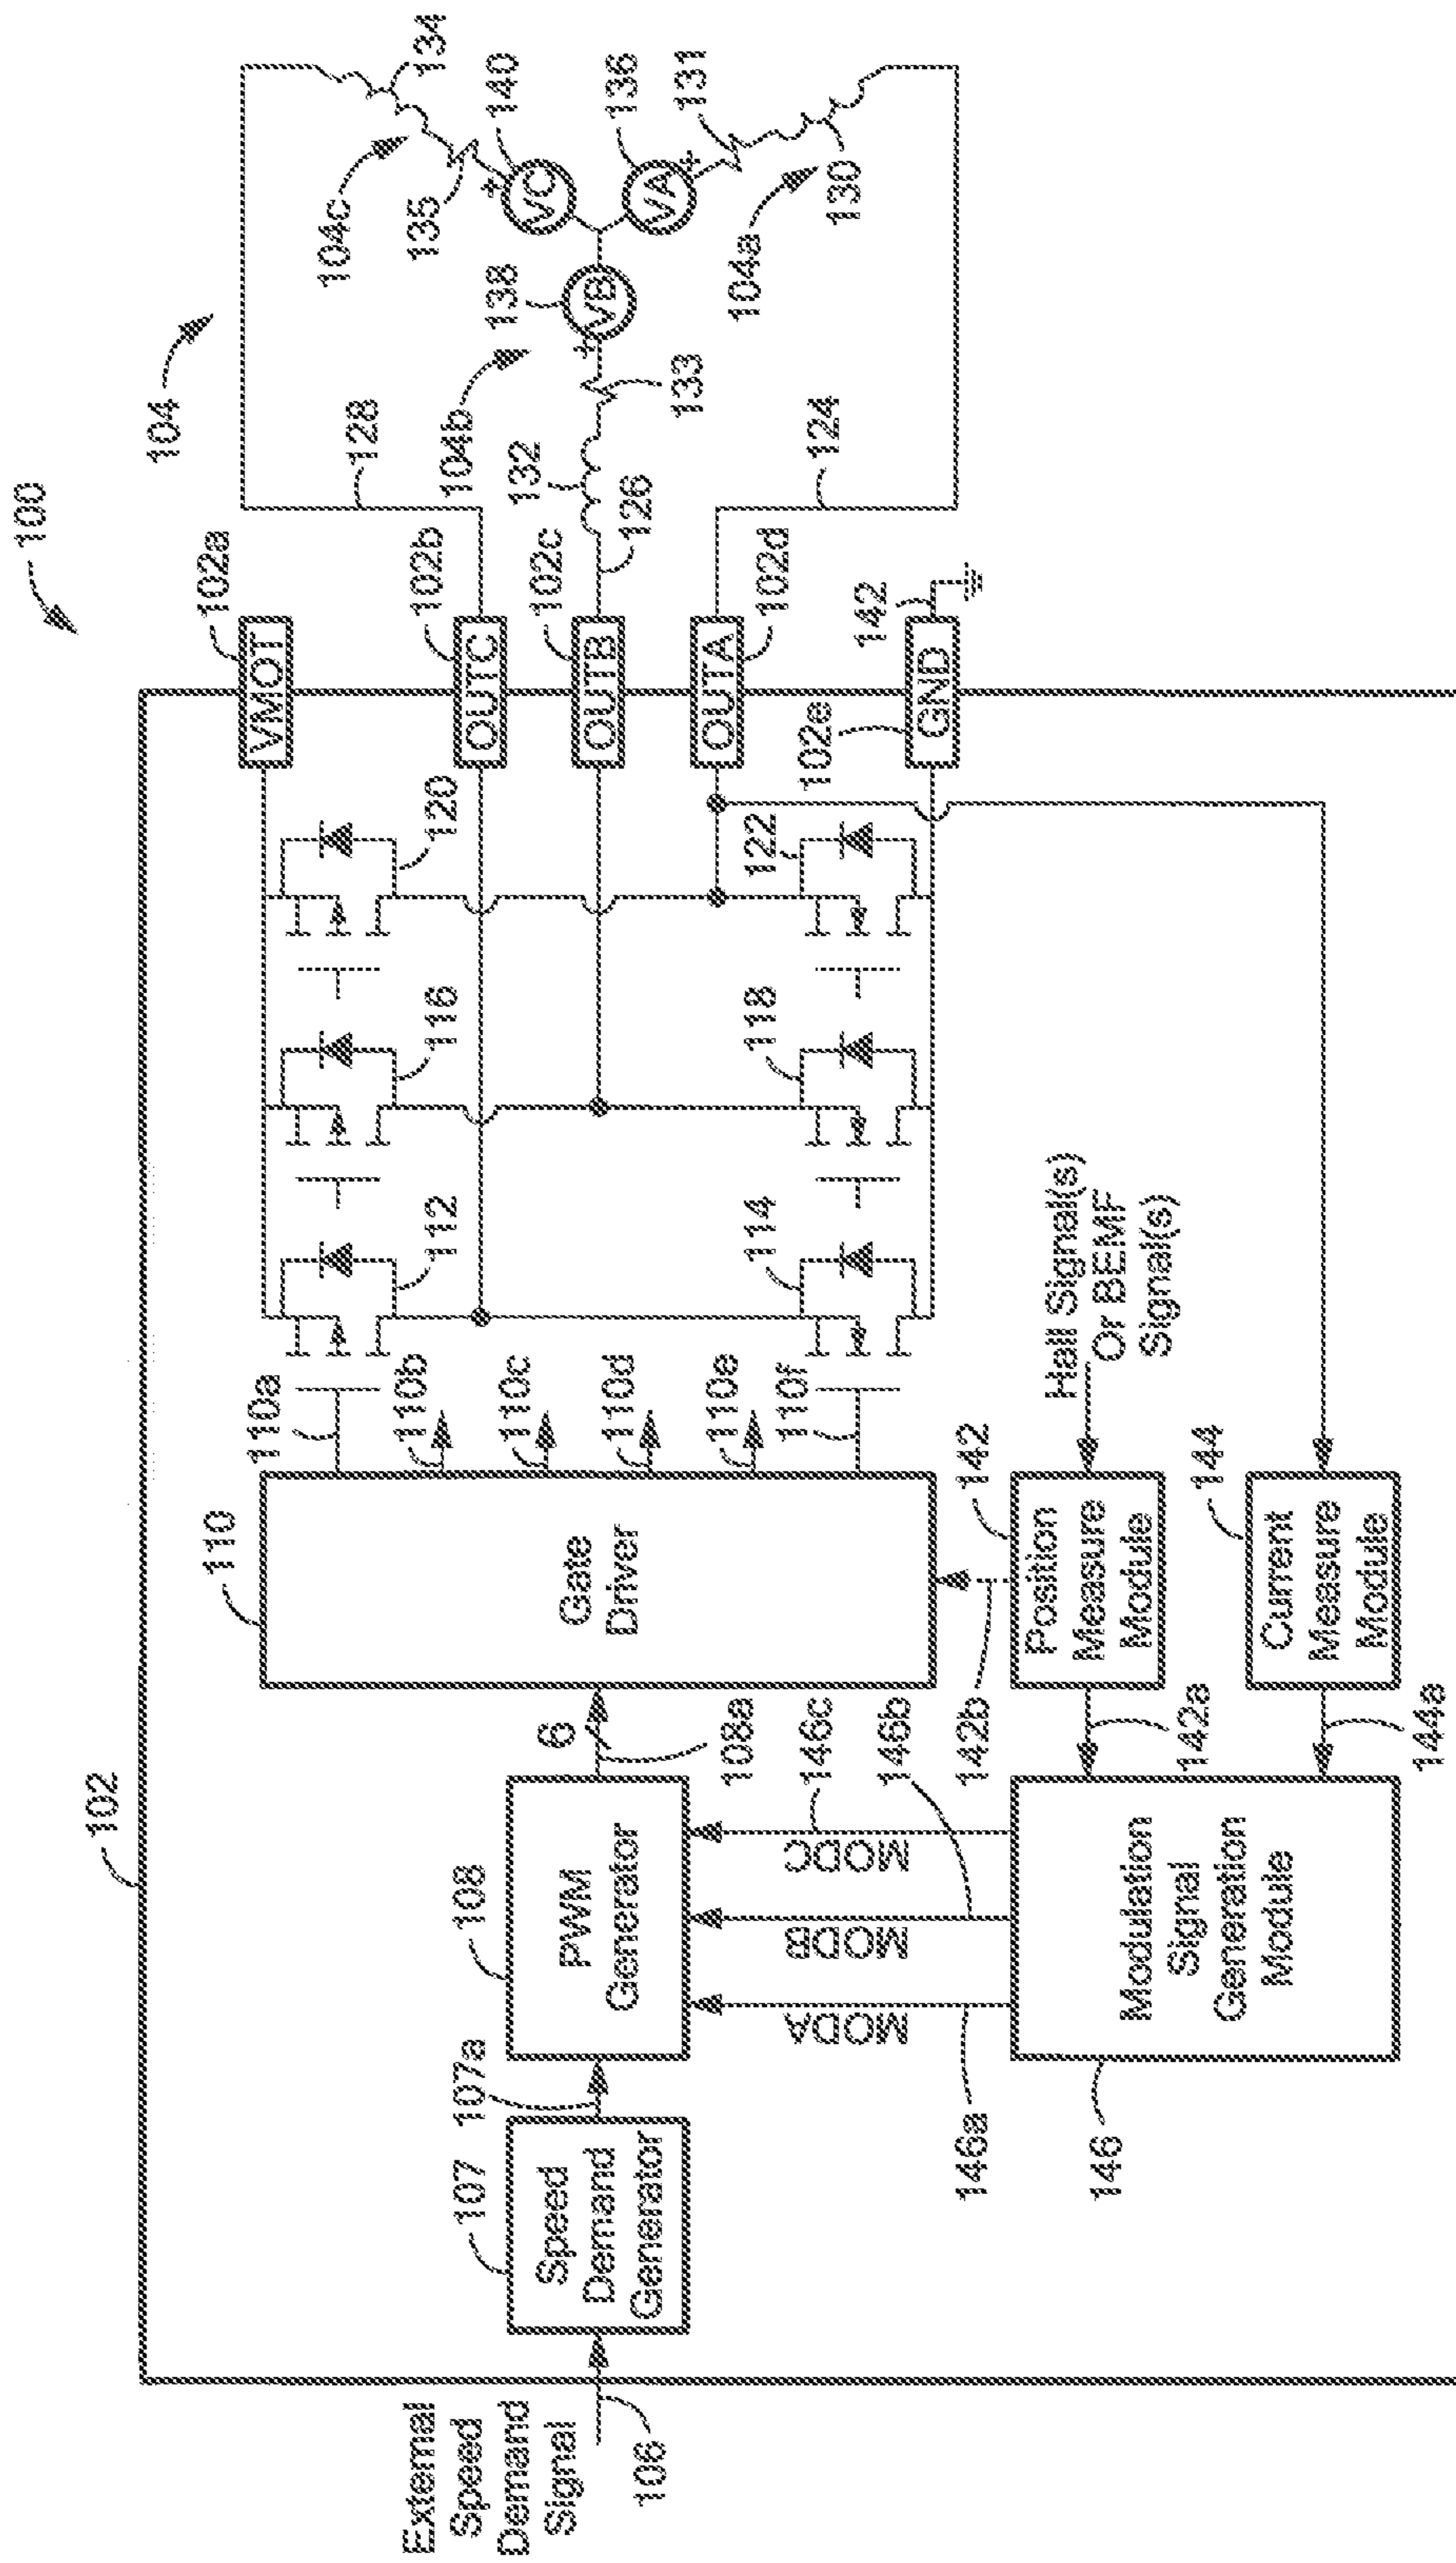 100
102
104
VMOT
102a
128
134
104c
135
VC
140
OUTC
102b
104b
138
VB
136
VA
131
132
OUTB
102c
126
133
104a
130
OUTA
102d
124
142
GND
102e
120
116
112
122
118
114
110
110a
110b
110c
110d
110e
110f
Gate
Driver
External
Speed
Demand
Signal
106
107
Speed
Demand
Generator
107a
108
PWM
Generator
6
108a
MODA
MODB
MODC
146c
146b
146a
142b
142
Position
Measure
Module
Hall Signal(s)
Or BEMF
Signal(s)
142a
146
Modulation
Signal
Generation
Module
144
Current
Measure
Module
144a